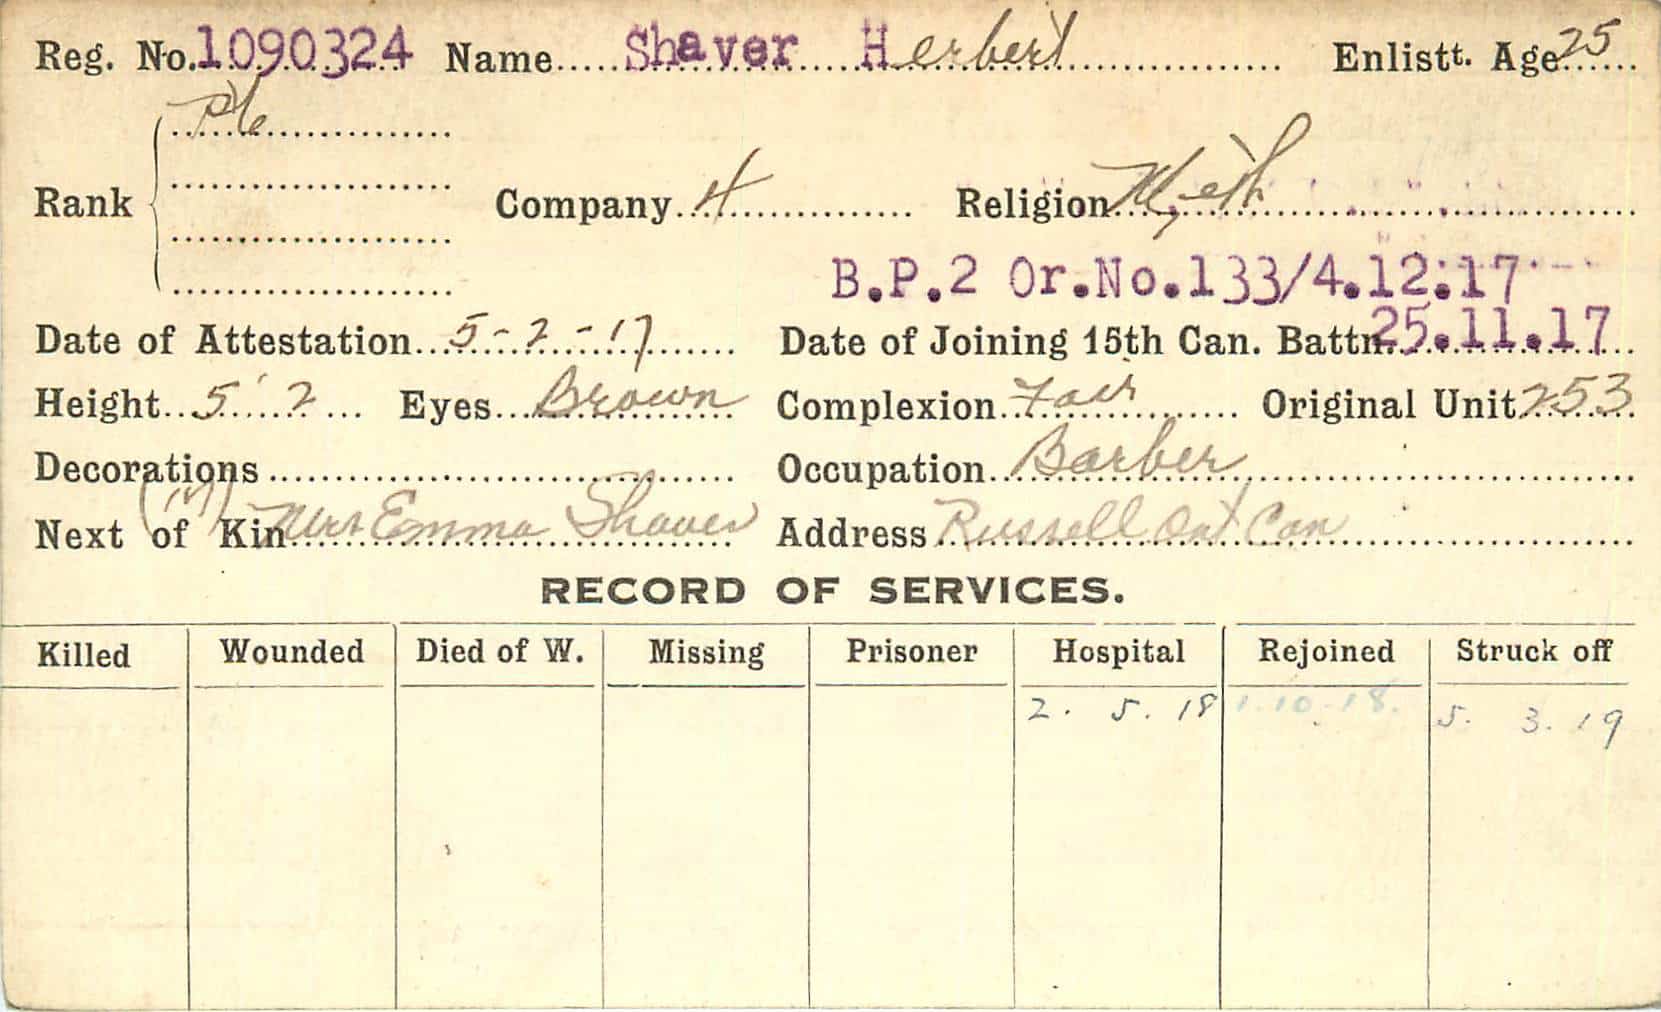 Reg. No. 1090324 Name Shaver Herbert Enlistt. Age 25
Pte
Rank Company 4 Religion Meth
B.P.2 Or.No.133/4.12.17
Date of Attestation 5-2-17 Date of Joining 15th Can. Battn. 25.11.17
Height 5' 2 Eyes Brown Complexion Fair Original Unit 253
Decorations Occupation Barber
Next of Kin (M) Mrs Emma Shaver Address Russell Ont Can
RECORD OF SERVICES.
Killed Wounded Died of W. Missing Prisoner Hospital Rejoined Struck off
2. 5. 18 1.10.18. 5. 3. 19